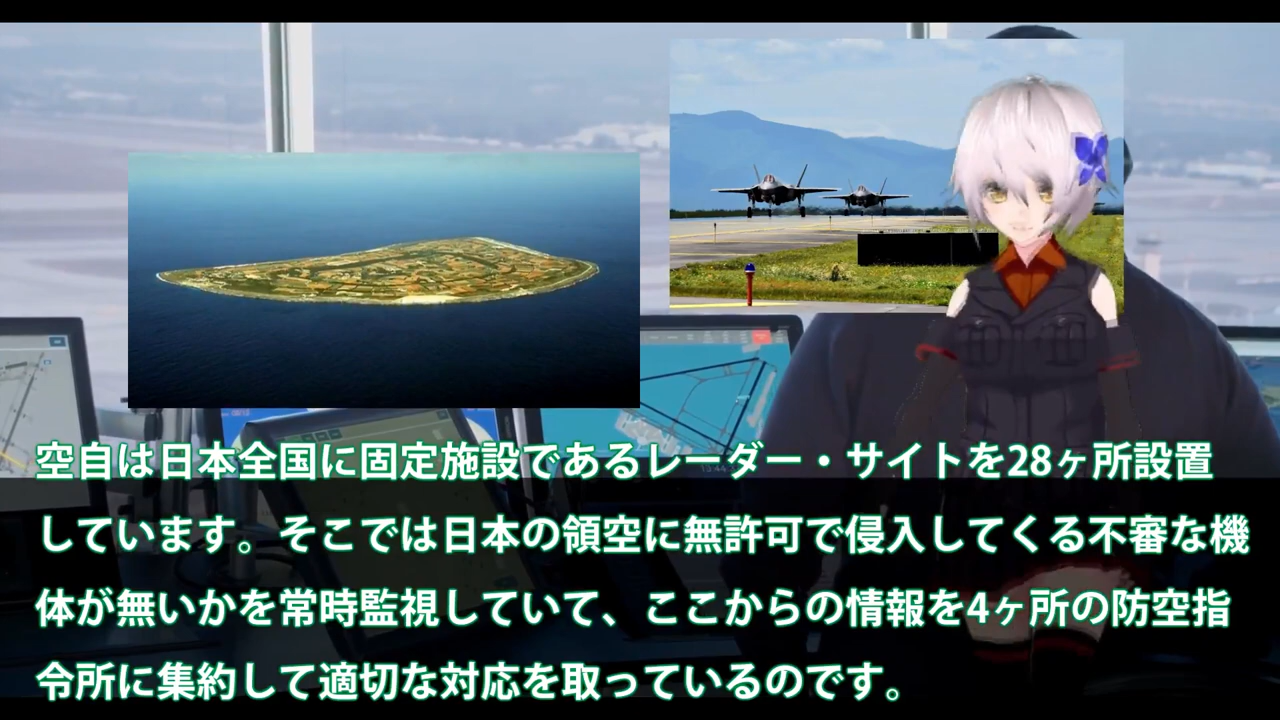 空自は日本全国に固定施設であるレーダー・サイトを28ヶ所設置
しています。そこでは日本の領空に無許可で侵入してくる不審な機
体が無いかを常時監視していて、ここからの情報を4ヶ所の防空指
令所に集約して適切な対応を取っているのです。